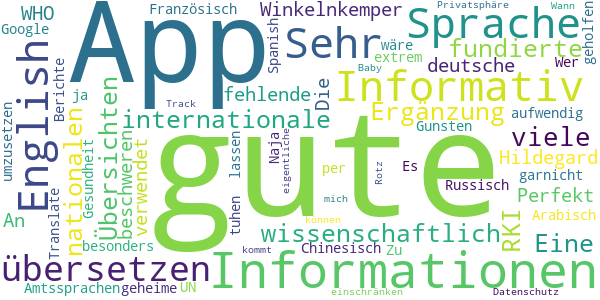 WHO
Google
App
Französisch
Winkelnkemper
Spanish
Sehr
Sprache
Privatsphäre
Wann
Wer
geholfen
wäre
extrem
fundierte
deutsche
Baby
Informativ
Berichte
ja
English
umzusetzen
nationalen
Übersichten
beschweren
verwendet
fehlende
Die
Track
internationale
Ergänzung
Gunsten
aufwendig
viele
Gesundheit
Translate
An
gute
lassen
Naja
eigentliche
per
Rotz
Es
Russisch
RKI
Hildegard
garnicht
Perfekt
Arabisch
tuhen
mich
können
wissenschaftlich
Eine
besonders
kommt
Chinesisch
Zu
übersetzen
Informationen
Amtssprachen
geheime
UN
einschränken
Datenschutz